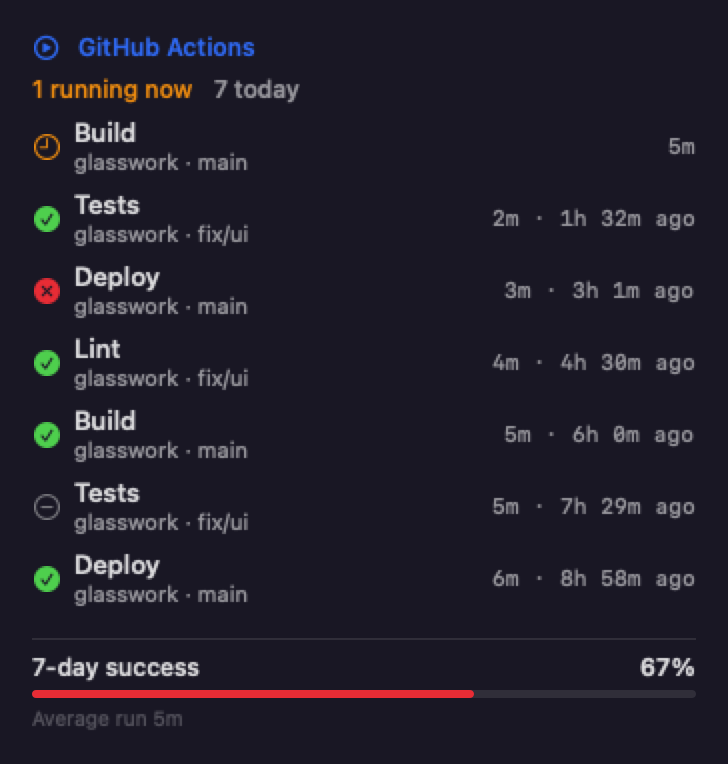 GitHub Actions
1 running now 7 today
Build
glasswork · main
5m
Tests
glasswork · fix/ui
2m · 1h 32m ago
Deploy
glasswork · main
3m · 3h 1m ago
Lint
glasswork · fix/ui
4m · 4h 30m ago
Build
glasswork · main
5m · 6h 0m ago
Tests
glasswork · fix/ui
5m · 7h 29m ago
Deploy
glasswork · main
6m · 8h 58m ago
7-day success 67%
Average run 5m